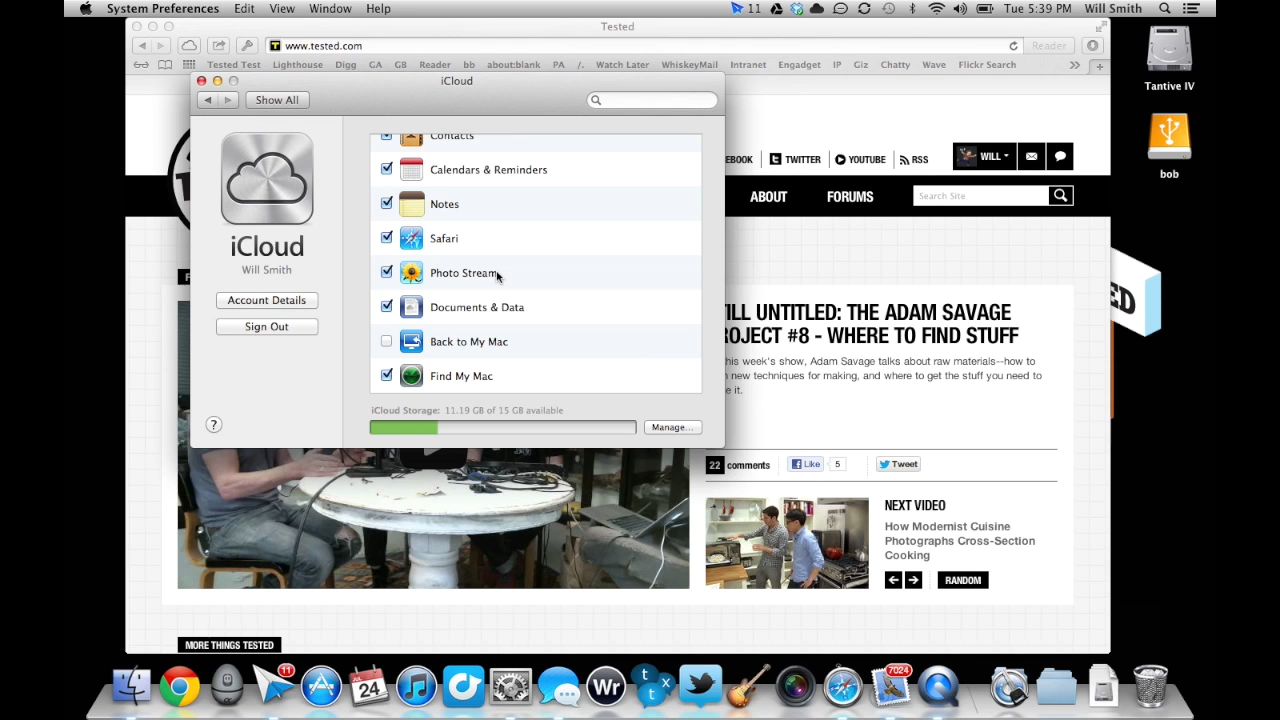 System Preferences Edit View Window Help 11 Tue 5:39 PM Will Smith
Tested
www.tested.com Reader
Tested Test Lighthouse Digg GA GB Reader bb about:blank PA /. Watch Later WhiskeyMail Intranet Engadget IP Giz Chatty Wave Flickr Search
iCloud
Show All
Contacts
Calendars & Reminders
Notes
Safari
Photo Stream
Documents & Data
Back to My Mac
Find My Mac
iCloud
Will Smith
Account Details
Sign Out
iCloud Storage: 11.19 GB of 15 GB available
Manage...
?
Tantive IV
bob
EBOOK TWITTER YOUTUBE RSS WILL
ABOUT FORUMS Search Site
ED
ILL UNTITLED: THE ADAM SAVAGE
ROJECT #8 - WHERE TO FIND STUFF
his week's show, Adam Savage talks about raw materials--how to
n new techniques for making, and where to get the stuff you need to
e it.
22 comments Like 5 Tweet
NEXT VIDEO
How Modernist Cuisine
Photographs Cross-Section
Cooking
RANDOM
MORE THINGS TESTED
11
JUL
24
Wr
t
t x
7024